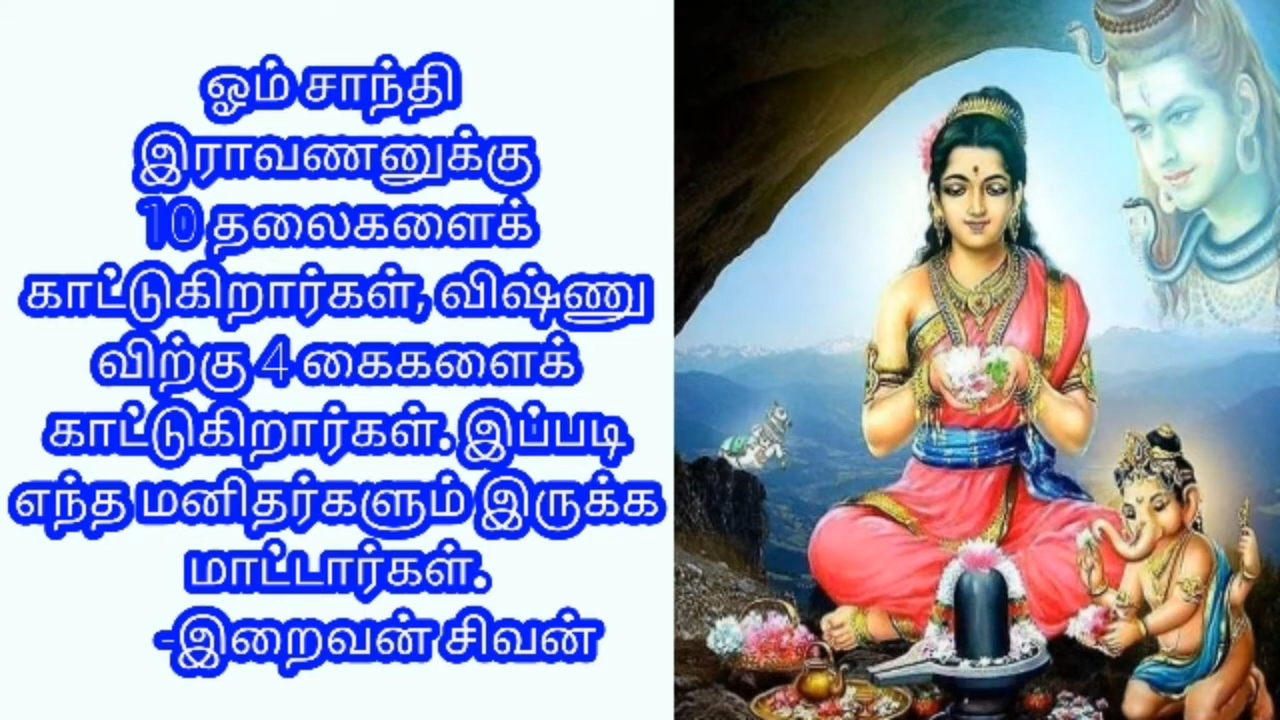 ஓம் சாந்தி
இராவணனுக்கு
10 தலைகளைக்
காட்டுகிறார்கள், விஷ்ணு
விற்கு 4 கைகளைக்
காட்டுகிறார்கள். இப்படி
எந்த மனிதர்களும் இருக்க
மாட்டார்கள்.
-இறைவன் சிவன்